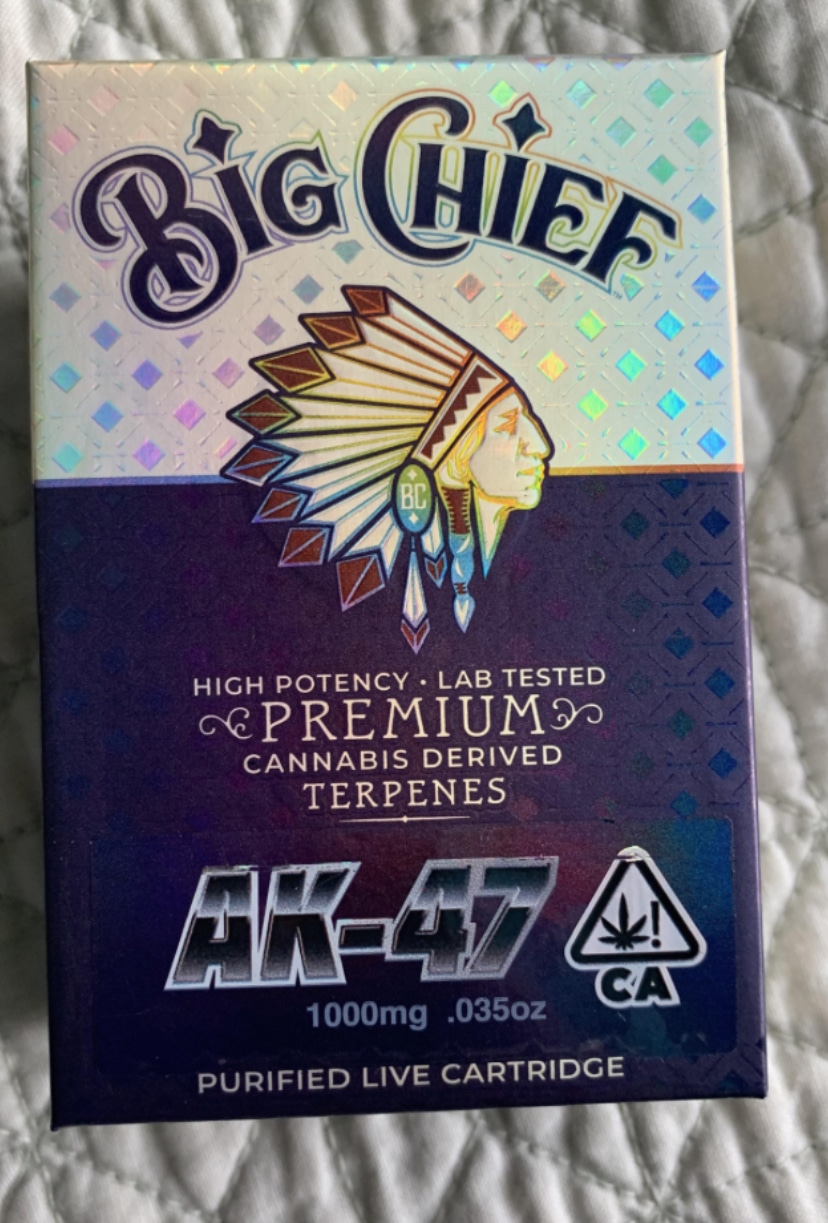 BIG CHIEF
BC
HIGH POTENCY • LAB TESTED
PREMIUM
CANNABIS DERIVED
TERPENES
AK-47
!
CA
1000mg .035oz
PURIFIED LIVE CARTRIDGE